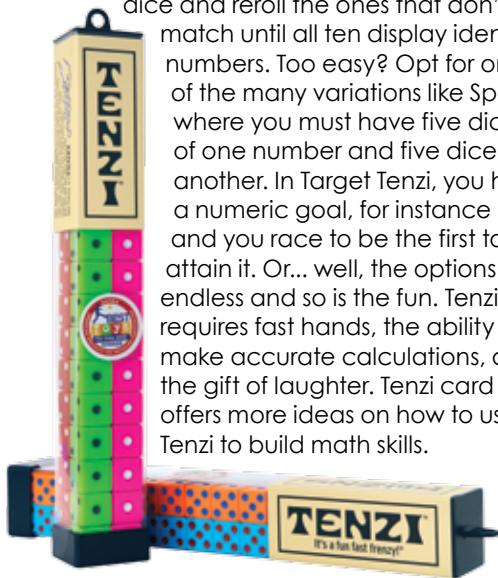 dice and reroll the ones that don't
match until all ten display iden
numbers. Too easy? Opt for on
of the many variations like Sp
where you must have five dic
of one number and five dice
another. In Target Tenzi, you h
a numeric goal, for instance
and you race to be the first to
attain it. Or... well, the options
endless and so is the fun. Tenzi
requires fast hands, the ability
make accurate calculations, a
the gift of laughter. Tenzi card
offers more ideas on how to us
Tenzi to build math skills.
TENZI
TENZI
It's a fun fast frenzy!